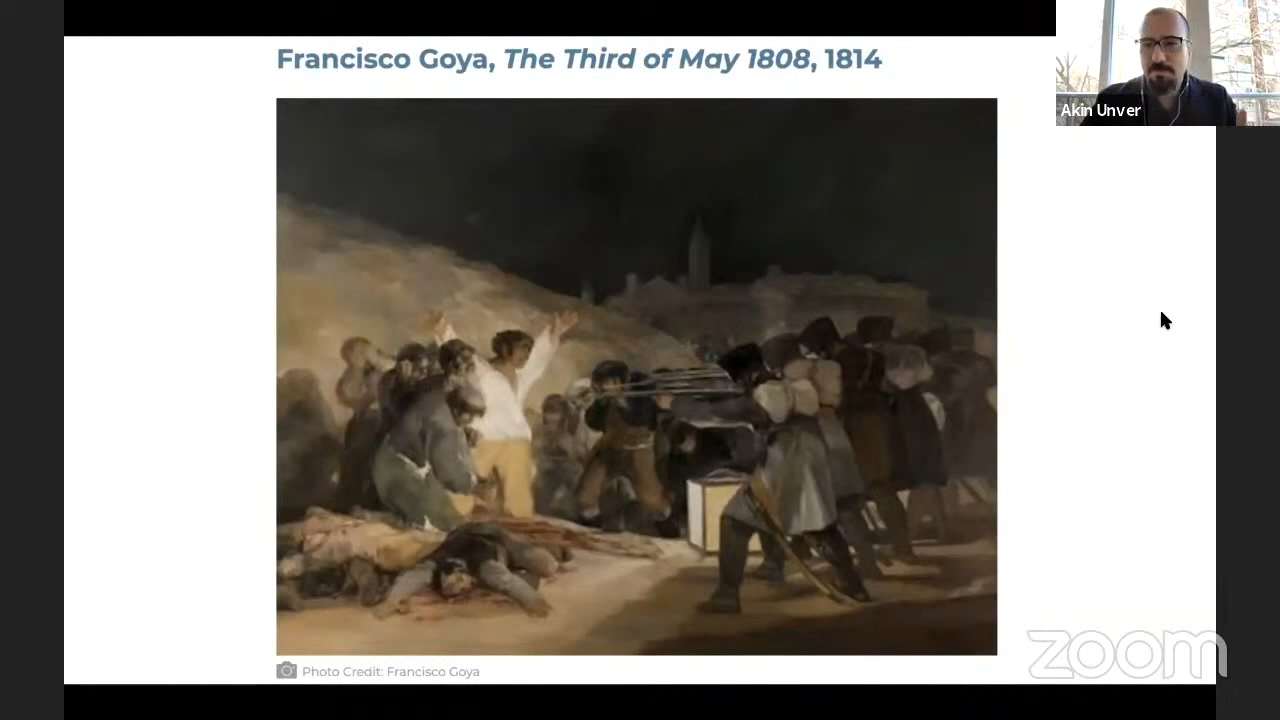 Francisco Goya, The Third of May 1808, 1814
Akin Unver
Photo Credit: Francisco Goya
zoom